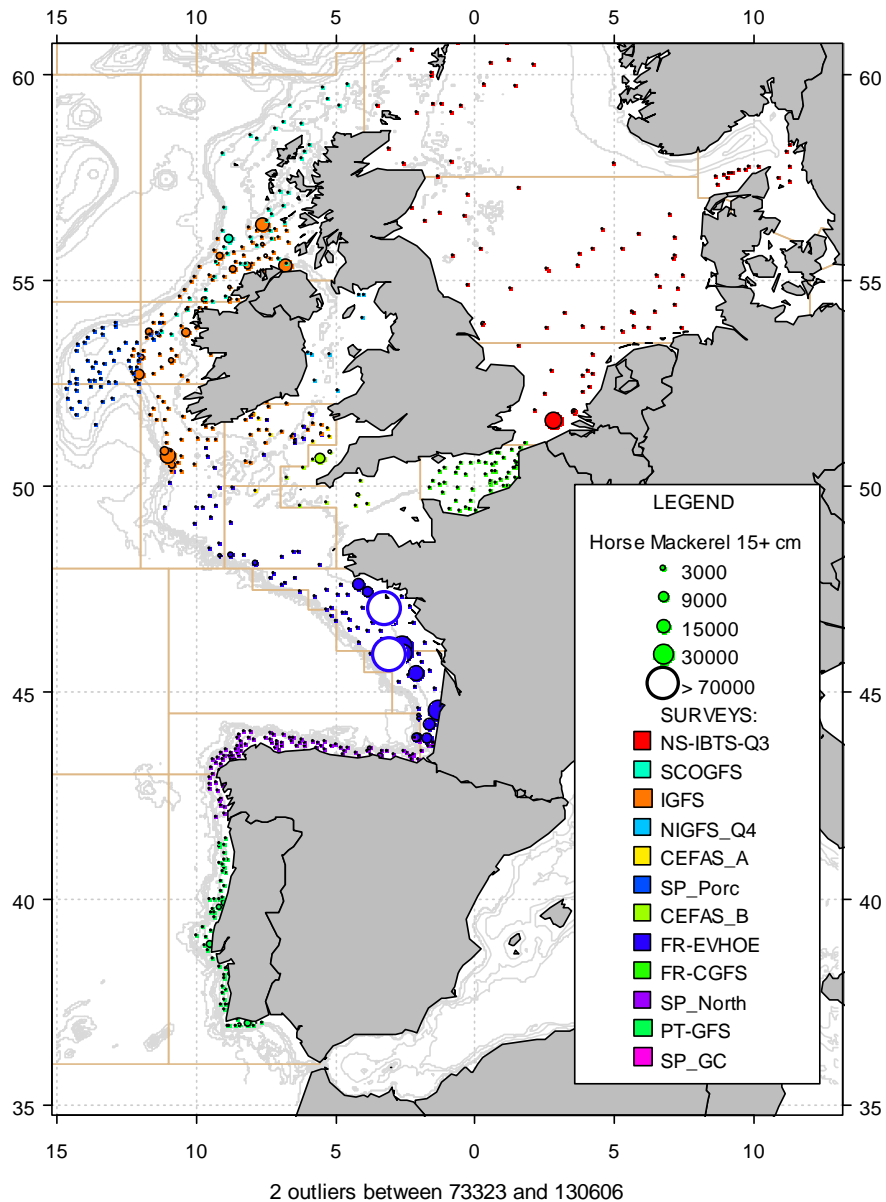 15 10 5 0 5 10
60 60
55 55
50 50
LEGEND
Horse Mackerel 15+ cm
3000
9000
15000
30000
> 70000
45 45
SURVEYS:
NS-IBTS-Q3
SCOGFS
IGFS
NIGFS_Q4
CEFAS_A
40 40
SP_Porc
CEFAS_B
FR-EVHOE
FR-CGFS
SP_North
PT-GFS
SP_GC
35 35
15 10 5 0 5 10
2 outliers between 73323 and 130606